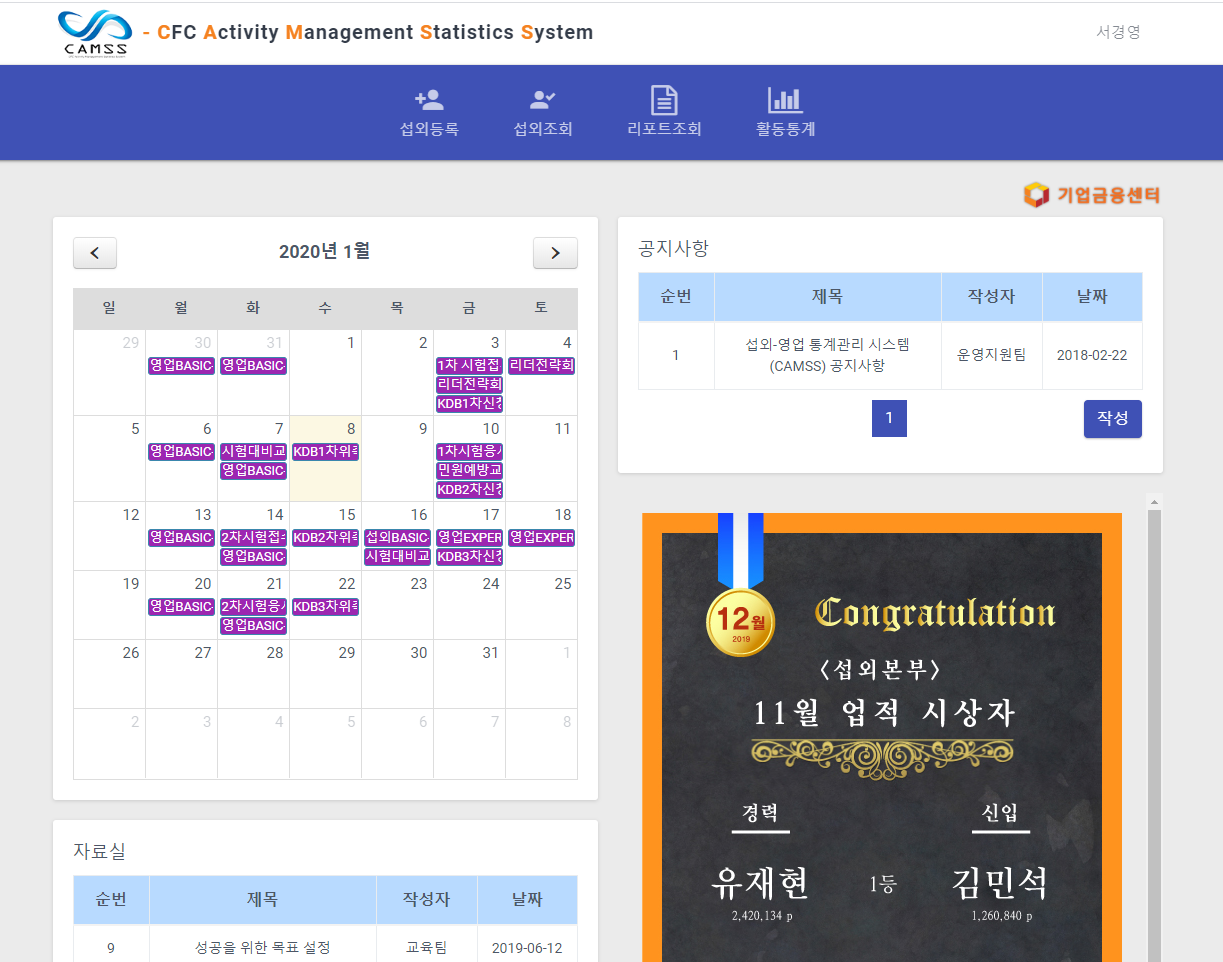 CAMSS
- CFC Activity Management Statistics System
서경영
섭외등록 섭외조회 리포트조회 활동통계
기업금융센터
2020년 1월
일 월 화 수 목 금 토
29 30 31 1 2 3 4
영업BASIC 영업BASIC 1차 시험접 리더전략회
리더전략회
KDB1차신청
5 6 7 8 9 10 11
영업BASIC 시험대비교 KDB1차위촉 1차시험응시
영업BASIC 민원예방교
KDB2차신청
12 13 14 15 16 17 18
영업BASIC 2차시험접수 KDB2차위촉 섭외BASIC 영업EXPER 영업EXPER
영업BASIC 시험대비교 KDB3차신청
19 20 21 22 23 24 25
영업BASIC 2차시험응시 KDB3차위촉
영업BASIC
26 27 28 29 30 31 1
2 3 4 5 6 7 8
공지사항
순번 제목 작성자 날짜
1 섭외-영업 통계관리 시스템 운영지원팀 2018-02-22
(CAMSS) 공지사항
1 작성
12월
2019
Congratulation
〈섭외본부〉
11월 업적 시상자
경력 신입
유재현 1등 김민석
2,420,134 p 1,260,840 p
자료실
순번 제목 작성자 날짜
9 성공을 위한 목표 설정 교육팀 2019-06-12